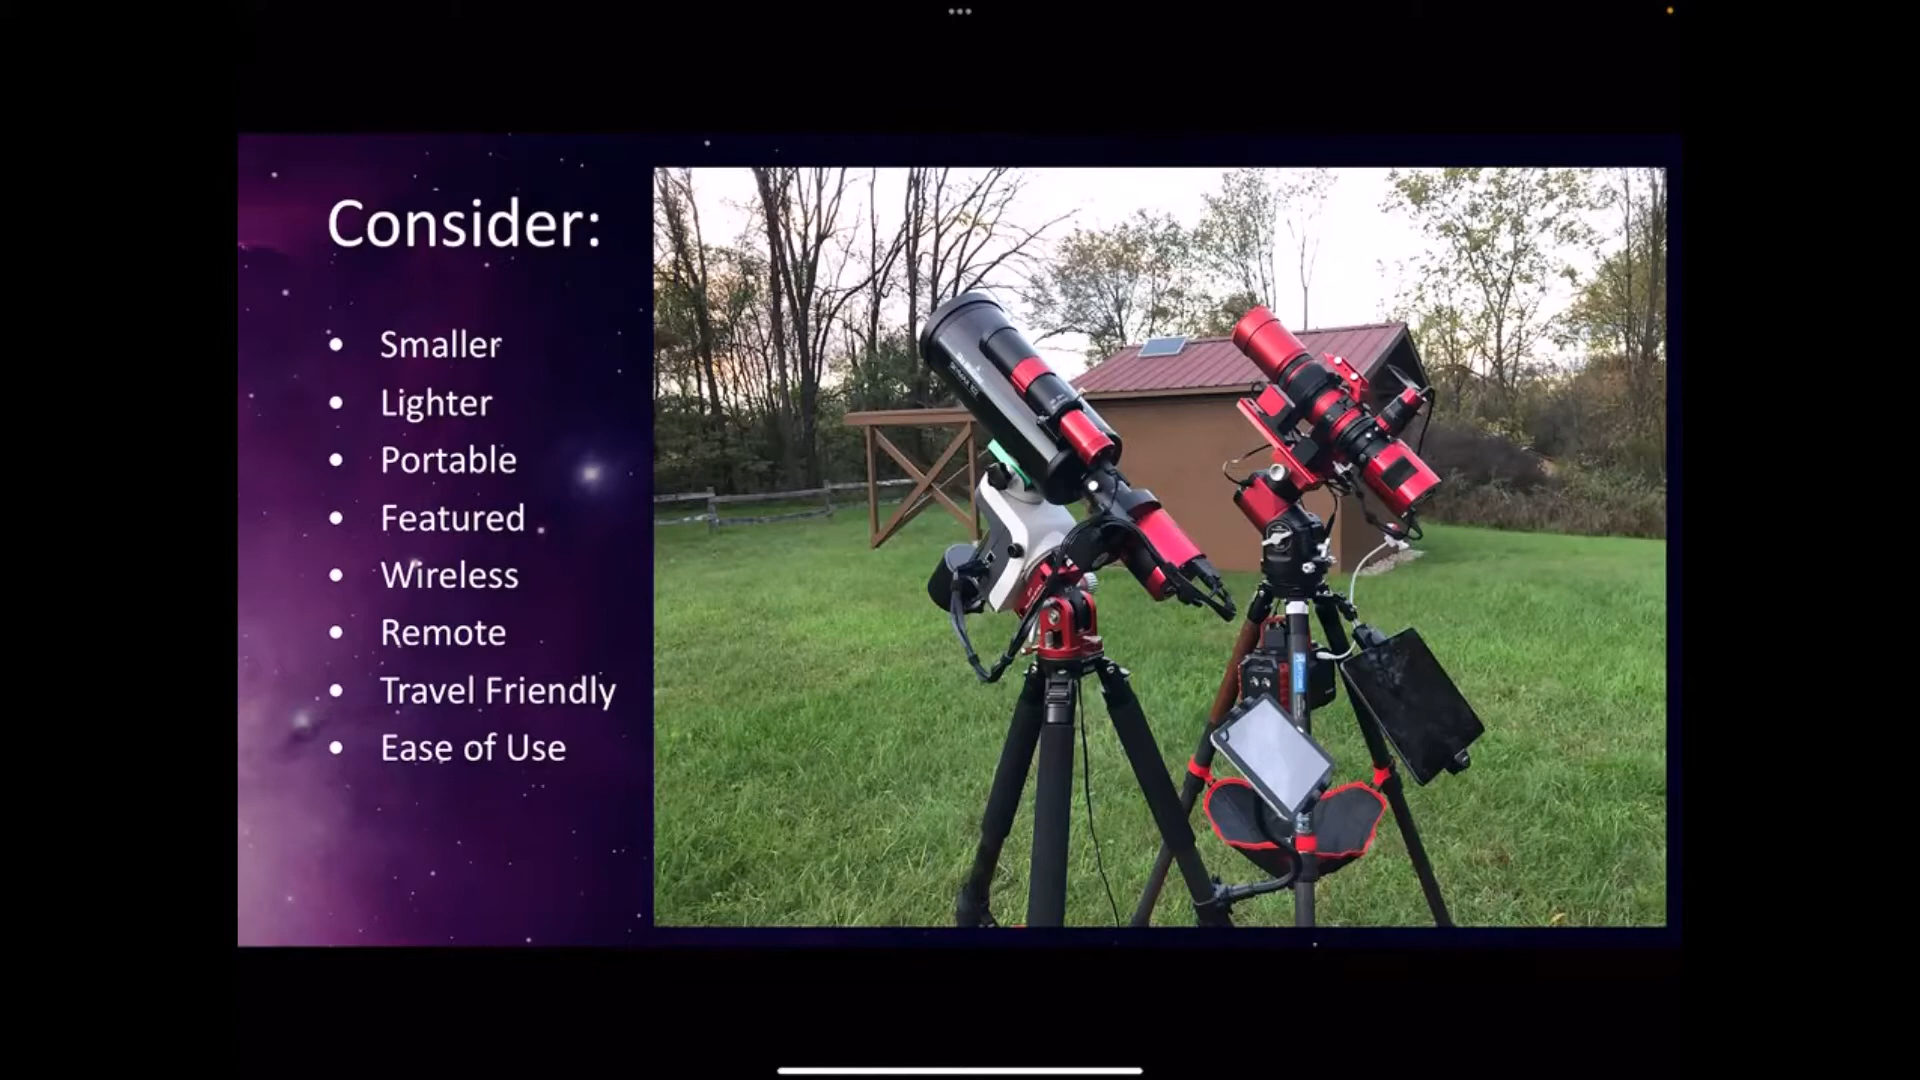 Consider:
• Smaller
• Lighter
• Portable
• Featured
• Wireless
• Remote
• Travel Friendly
• Ease of Use